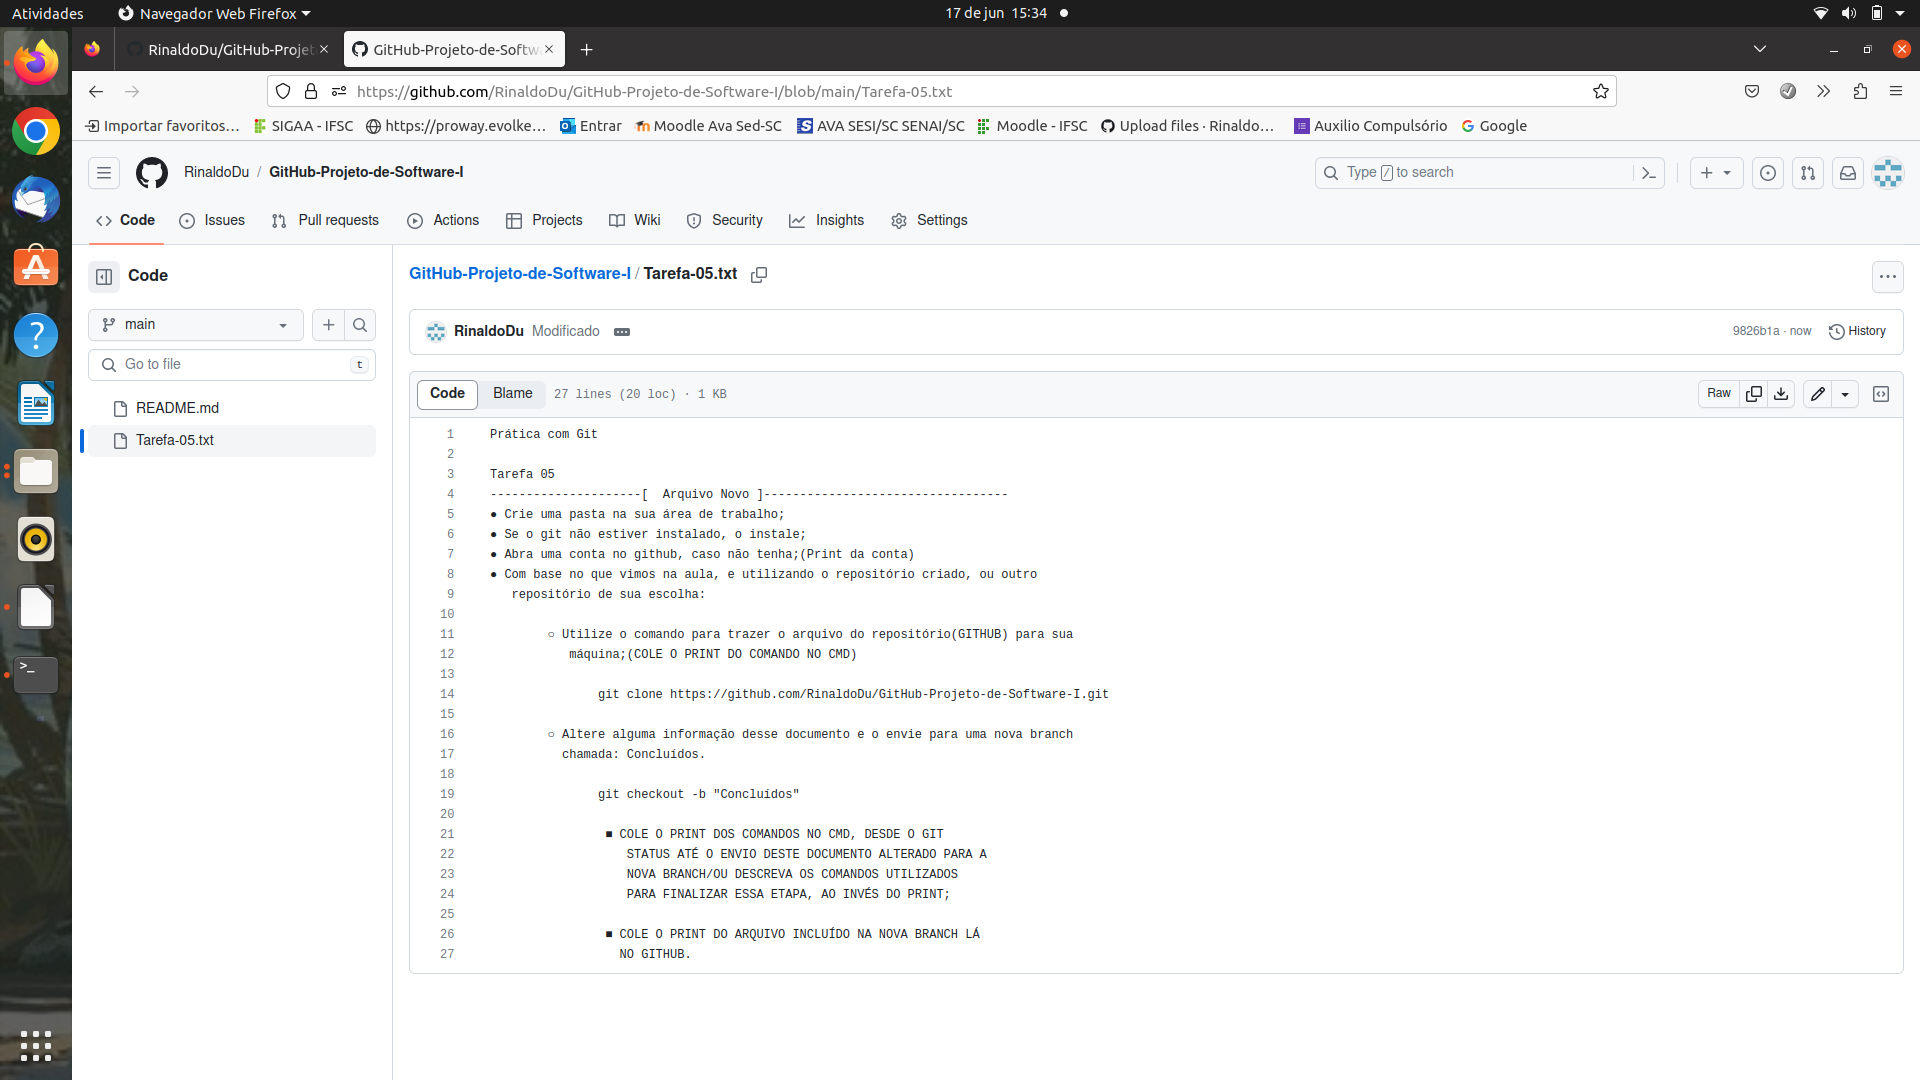 Atividades
Navegador Web Firefox
17 de jun 15:34
RinaldoDu/GitHub-Projet
GitHub-Projeto-de-Softw
https://github.com/RinaldoDu/GitHub-Projeto-de-Software-I/blob/main/Tarefa-05.txt
Importar favoritos…
SIGAA - IFSC
https://proway.evolke…
Entrar
Moodle Ava Sed-SC
AVA SESI/SC SENAI/SC
Moodle - IFSC
Upload files · Rinaldo…
Auxilio Compulsório
Google
RinaldoDu / GitHub-Projeto-de-Software-I
Type / to search
Code
Issues
Pull requests
Actions
Projects
Wiki
Security
Insights
Settings
Code
main
Go to file
t
README.md
Tarefa-05.txt
GitHub-Projeto-de-Software-I / Tarefa-05.txt
RinaldoDu Modificado
9826b1a · now
History
Code
Blame
27 lines (20 loc) · 1 KB
Raw
1 Prática com Git
2
3 Tarefa 05
4 ---------------------[  Arquivo Novo ]----------------------------------
5 ● Crie uma pasta na sua área de trabalho;
6 ● Se o git não estiver instalado, o instale;
7 ● Abra uma conta no github, caso não tenha;(Print da conta)
8 ● Com base no que vimos na aula, e utilizando o repositório criado, ou outro
9 repositório de sua escolha:
10
11 ○ Utilize o comando para trazer o arquivo do repositório(GITHUB) para sua
12 máquina;(COLE O PRINT DO COMANDO NO CMD)
13
14 git clone https://github.com/RinaldoDu/GitHub-Projeto-de-Software-I.git
15
16 ○ Altere alguma informação desse documento e o envie para uma nova branch
17 chamada: Concluídos.
18
19 git checkout -b "Concluídos"
20
21 ■ COLE O PRINT DOS COMANDOS NO CMD, DESDE O GIT
22 STATUS ATÉ O ENVIO DESTE DOCUMENTO ALTERADO PARA A
23 NOVA BRANCH/OU DESCREVA OS COMANDOS UTILIZADOS
24 PARA FINALIZAR ESSA ETAPA, AO INVÉS DO PRINT;
25
26 ■ COLE O PRINT DO ARQUIVO INCLUÍDO NA NOVA BRANCH LÁ
27 NO GITHUB.